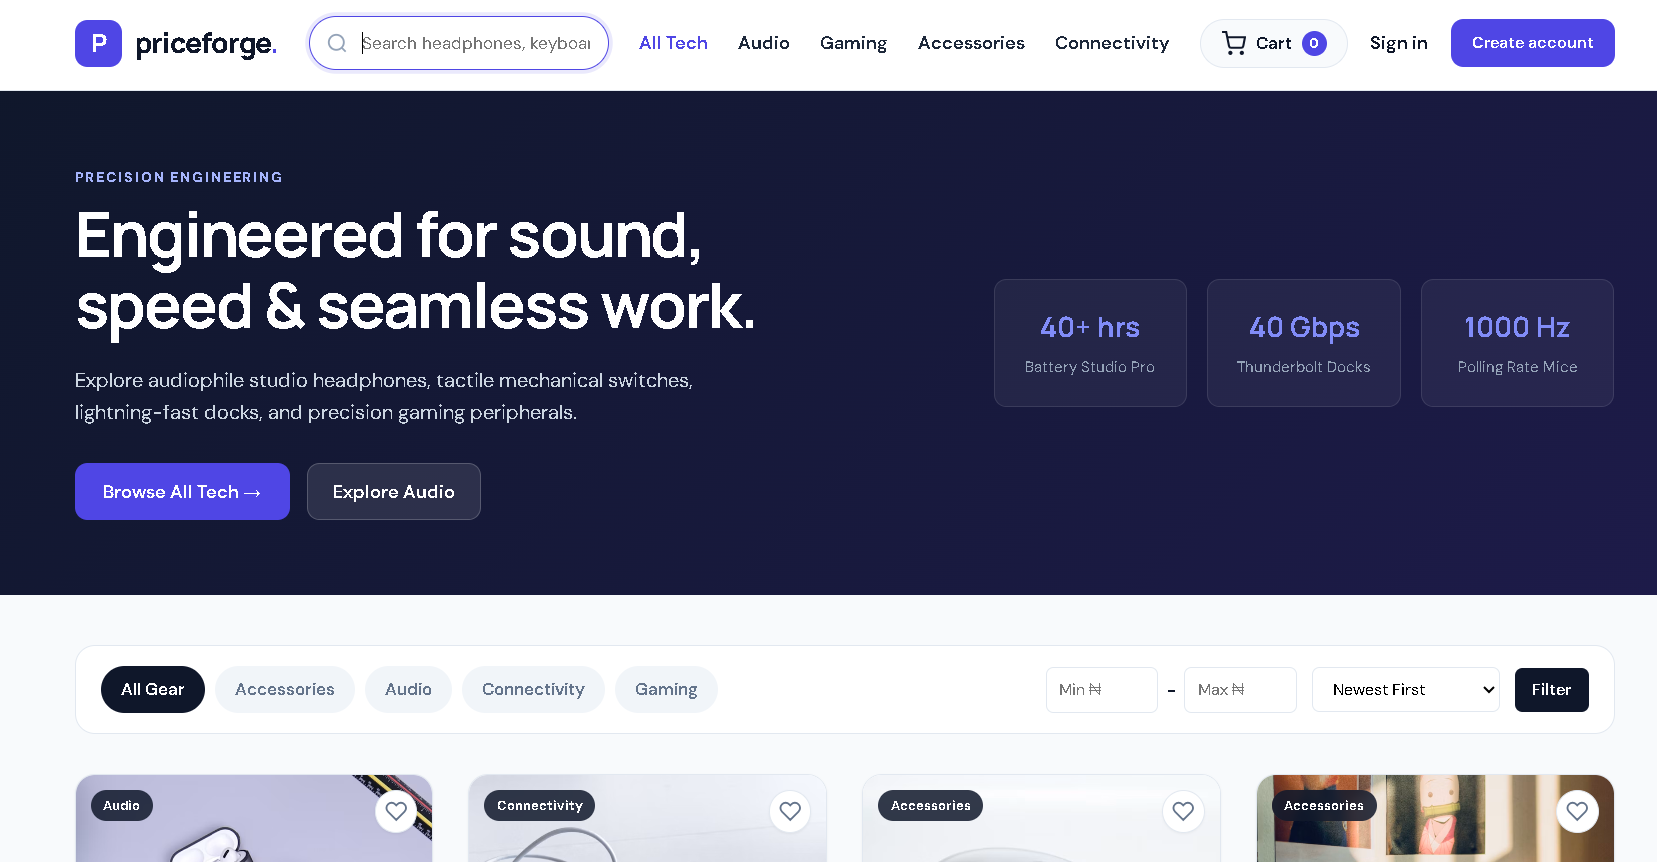 P priceforge.
Search headphones, keyboar
All Tech
Audio
Gaming
Accessories
Connectivity
Cart 0
Sign in
Create account
PRECISION ENGINEERING
Engineered for sound,
speed & seamless work.
Explore audiophile studio headphones, tactile mechanical switches,
lightning-fast docks, and precision gaming peripherals.
Browse All Tech →
Explore Audio
40+ hrs
Battery Studio Pro
40 Gbps
Thunderbolt Docks
1000 Hz
Polling Rate Mice
All Gear
Accessories
Audio
Connectivity
Gaming
Min ₦
-
Max ₦
Newest First
Filter
Audio
Connectivity
Accessories
Accessories